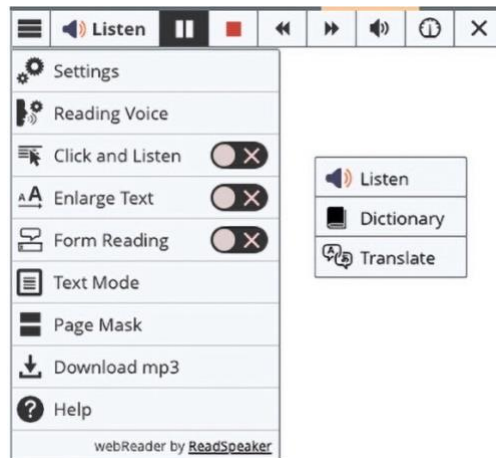 Listen
Settings
Reading Voice
Click and Listen
AA Enlarge Text
Form Reading
Text Mode
Page Mask
Download mp3
? Help
webReader by ReadSpeaker
Listen
Dictionary
Translate